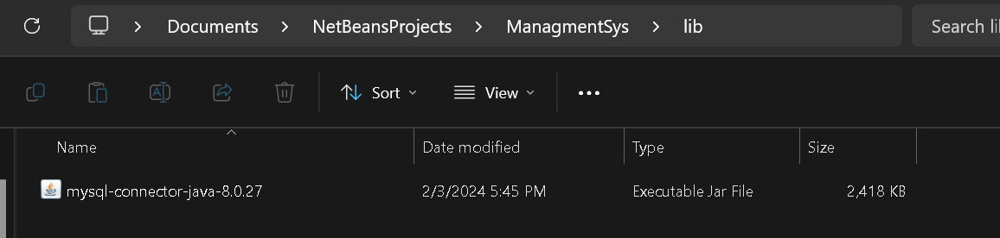 Documents > NetBeansProjects > ManagmentSys > lib
Search li
Sort View
Name Date modified Type Size
mysql-connector-java-8.0.27 2/3/2024 5:45 PM Executable Jar File 2,418 KB